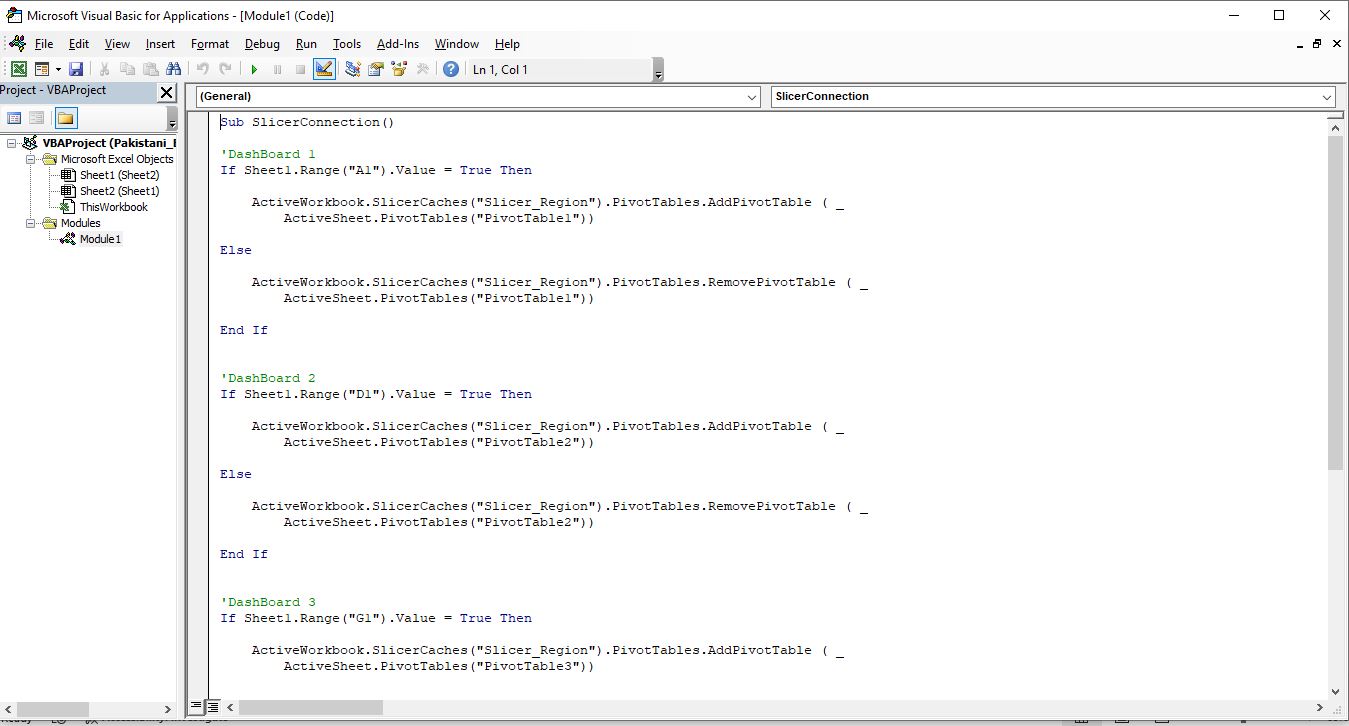 Microsoft Visual Basic for Applications - [Module1 (Code)]
File Edit View Insert Format Debug Run Tools Add-Ins Window Help
Ln 1, Col 1
Project - VBAProject
(General) SlicerConnection
VBAProject (Pakistani_
Microsoft Excel Objects
Sheet1 (Sheet2)
Sheet2 (Sheet1)
ThisWorkbook
Modules
Module1
Sub SlicerConnection()
'DashBoard 1
If Sheet1.Range("A1").Value = True Then
ActiveWorkbook.SlicerCaches("Slicer_Region").PivotTables.AddPivotTable ( _
ActiveSheet.PivotTables("PivotTable1"))
Else
ActiveWorkbook.SlicerCaches("Slicer_Region").PivotTables.RemovePivotTable ( _
ActiveSheet.PivotTables("PivotTable1"))
End If
'DashBoard 2
If Sheet1.Range("D1").Value = True Then
ActiveWorkbook.SlicerCaches("Slicer_Region").PivotTables.AddPivotTable ( _
ActiveSheet.PivotTables("PivotTable2"))
Else
ActiveWorkbook.SlicerCaches("Slicer_Region").PivotTables.RemovePivotTable ( _
ActiveSheet.PivotTables("PivotTable2"))
End If
'DashBoard 3
If Sheet1.Range("G1").Value = True Then
ActiveWorkbook.SlicerCaches("Slicer_Region").PivotTables.AddPivotTable ( _
ActiveSheet.PivotTables("PivotTable3"))